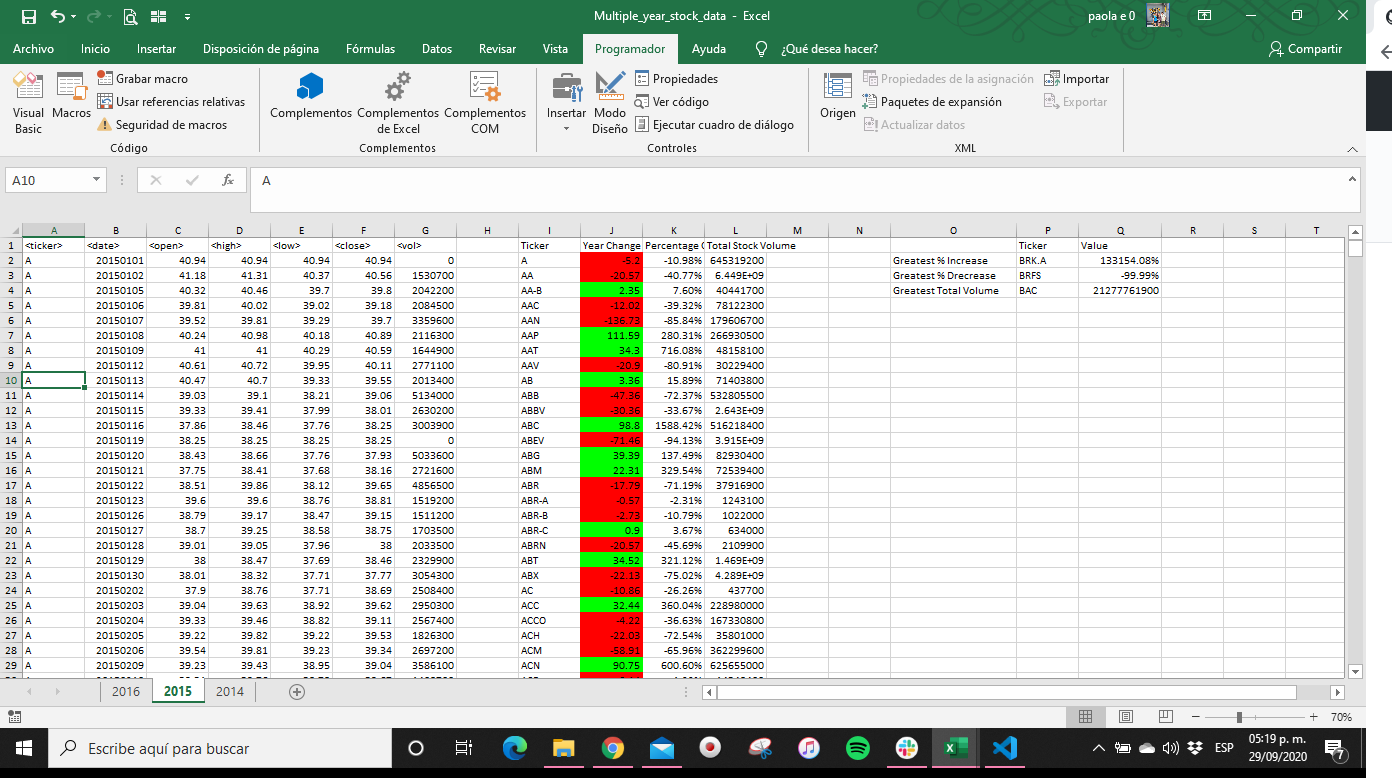 Multiple_year_stock_data - Excel
paola e 0
Archivo Inicio Insertar Disposición de página Fórmulas Datos Revisar Vista Programador Ayuda ¿Qué desea hacer? Compartir
Visual Basic
Macros
Grabar macro
Usar referencias relativas
Seguridad de macros
Código
Complementos
Complementos de Excel
Complementos COM
Complementos
Insertar
Modo Diseño
Propiedades
Ver código
Ejecutar cuadro de diálogo
Controles
Origen
Propiedades de la asignación
Paquetes de expansión
Actualizar datos
Importar
Exportar
XML
A10 fx A
A B C D E F G H I J K L M N O P Q R S T
1 <ticker> <date> <open> <high> <low> <close> <vol> Ticker Year Change Percentage Total Stock Volume Ticker Value
2 A 20150101 40.94 40.94 40.94 40.94 0 A -5.2 -10.98% 645319200 Greatest % Increase BRK.A 133154.08%
3 A 20150102 41.18 41.31 40.37 40.56 1530700 AA -20.57 -40.77% 6.449E+09 Greatest % Drecrease BRFS -99.99%
4 A 20150105 40.32 40.46 39.7 39.8 2042200 AA-B 2.35 7.60% 40441700 Greatest Total Volume BAC 21277761900
5 A 20150106 39.81 40.02 39.02 39.18 2084500 AAC -12.02 -39.32% 78122300
6 A 20150107 39.52 39.81 39.29 39.7 3359600 AAN -136.73 -85.84% 179606700
7 A 20150108 40.24 40.98 40.18 40.89 2116300 AAP 111.59 280.31% 266930500
8 A 20150109 41 41 40.29 40.59 1644900 AAT 34.3 716.08% 48158100
9 A 20150112 40.61 40.72 39.95 40.11 2771100 AAV -20.9 -80.91% 30229400
10 A 20150113 40.47 40.7 39.33 39.55 2013400 AB 3.36 15.89% 71403800
11 A 20150114 39.03 39.1 38.21 39.06 5134000 ABB -47.36 -72.37% 532805500
12 A 20150115 39.33 39.41 37.99 38.01 2630200 ABBV -30.36 -33.67% 2.643E+09
13 A 20150116 37.86 38.46 37.76 38.25 3003900 ABC 98.8 1588.42% 516218400
14 A 20150119 38.25 38.25 38.25 38.25 0 ABEV -71.46 -94.13% 3.915E+09
15 A 20150120 38.43 38.66 37.76 37.93 5033600 ABG 39.39 137.49% 82930400
16 A 20150121 37.75 38.41 37.68 38.16 2721600 ABM 22.31 329.54% 72539400
17 A 20150122 38.51 39.86 38.12 39.65 4856500 ABR -17.79 -71.19% 37916900
18 A 20150123 39.6 39.6 38.76 38.81 1519200 ABR-A -0.57 -2.31% 1243100
19 A 20150126 38.79 39.17 38.47 39.15 1511200 ABR-B -2.73 -10.79% 1022000
20 A 20150127 38.7 39.25 38.58 38.75 1703500 ABR-C 0.9 3.67% 634000
21 A 20150128 39.01 39.05 37.96 38 2033500 ABRN -20.57 -45.69% 2109900
22 A 20150129 38 38.47 37.69 38.46 2329900 ABT 34.52 321.12% 1.469E+09
23 A 20150130 38.01 38.32 37.71 37.77 3054300 ABX -22.13 -75.02% 4.289E+09
24 A 20150202 37.9 38.76 37.71 38.69 2508400 AC -10.86 -26.26% 437700
25 A 20150203 39.04 39.63 38.92 39.62 2950300 ACC 32.44 360.04% 228980000
26 A 20150204 39.33 39.46 38.82 39.11 2567400 ACCO -4.22 -36.63% 167330800
27 A 20150205 39.22 39.82 39.22 39.53 1826300 ACH -22.03 -72.54% 35801000
28 A 20150206 39.54 39.81 39.23 39.34 2697200 ACM -58.91 -65.96% 362299600
29 A 20150209 39.23 39.43 38.95 39.04 3586100 ACN 90.75 600.60% 625655000
2016 2015 2014
70%
Escribe aquí para buscar
ESP
05:19 p. m.
29/09/2020
7